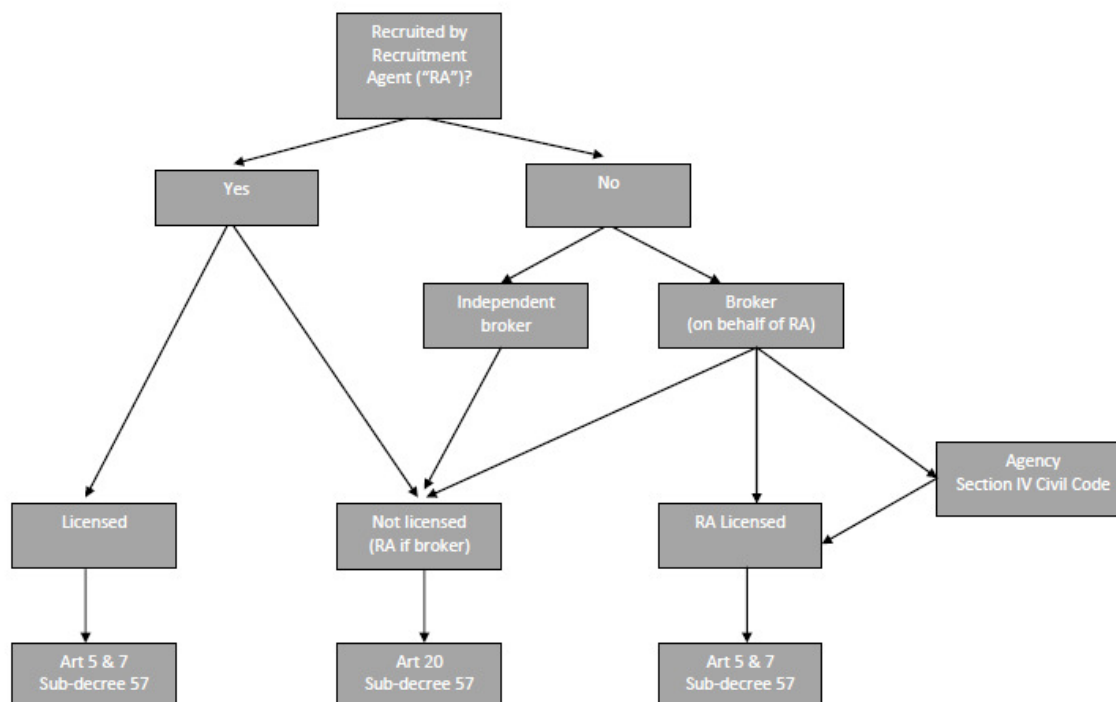 Recruited by
Recruitment
Agent (“RA”)?
Yes
No
Independent
broker
Broker
(on behalf of RA)
Agency
Section IV Civil Code
Licensed
Not licensed
(RA if broker)
RA Licensed
Art 5 & 7
Sub-decree 57
Art 20
Sub-decree 57
Art 5 & 7
Sub-decree 57